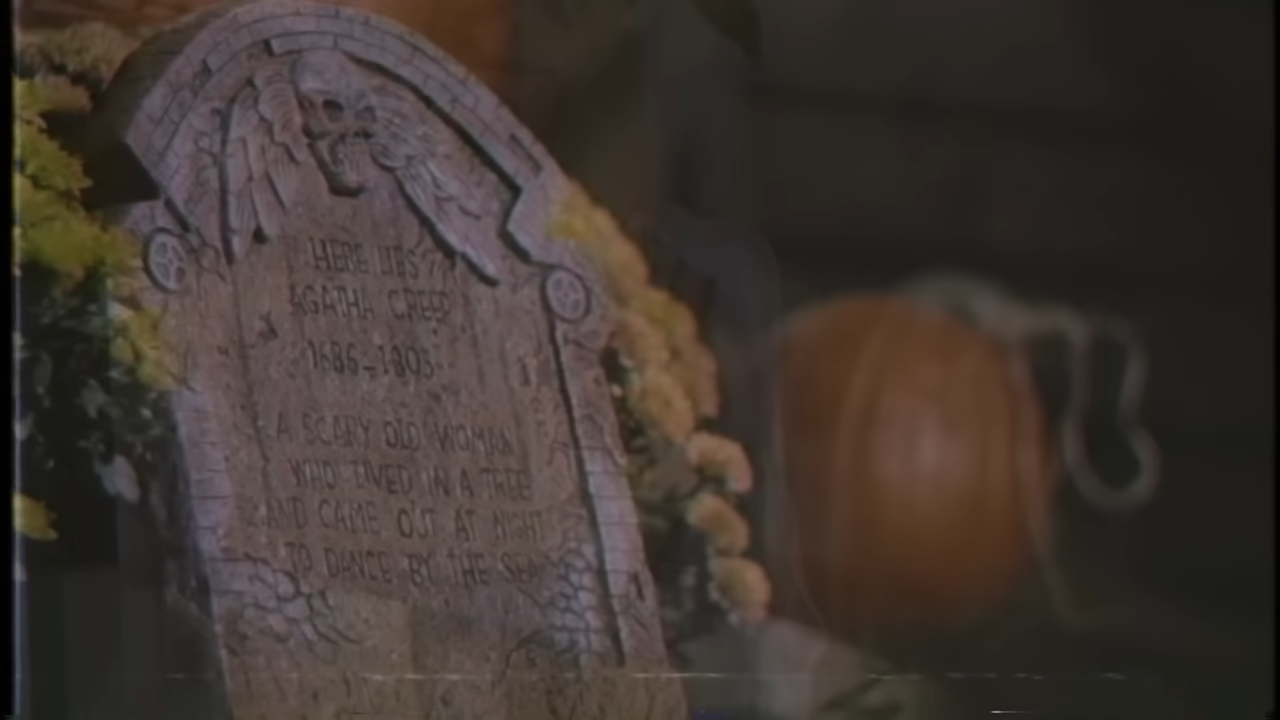 HERE LIES
AGATHA CREEP
1686-1803
A SCARY OLD WOMAN
WHO LIVED IN A TREE
AND CAME OUT AT NIGHT
TO DANCE BY THE SEA